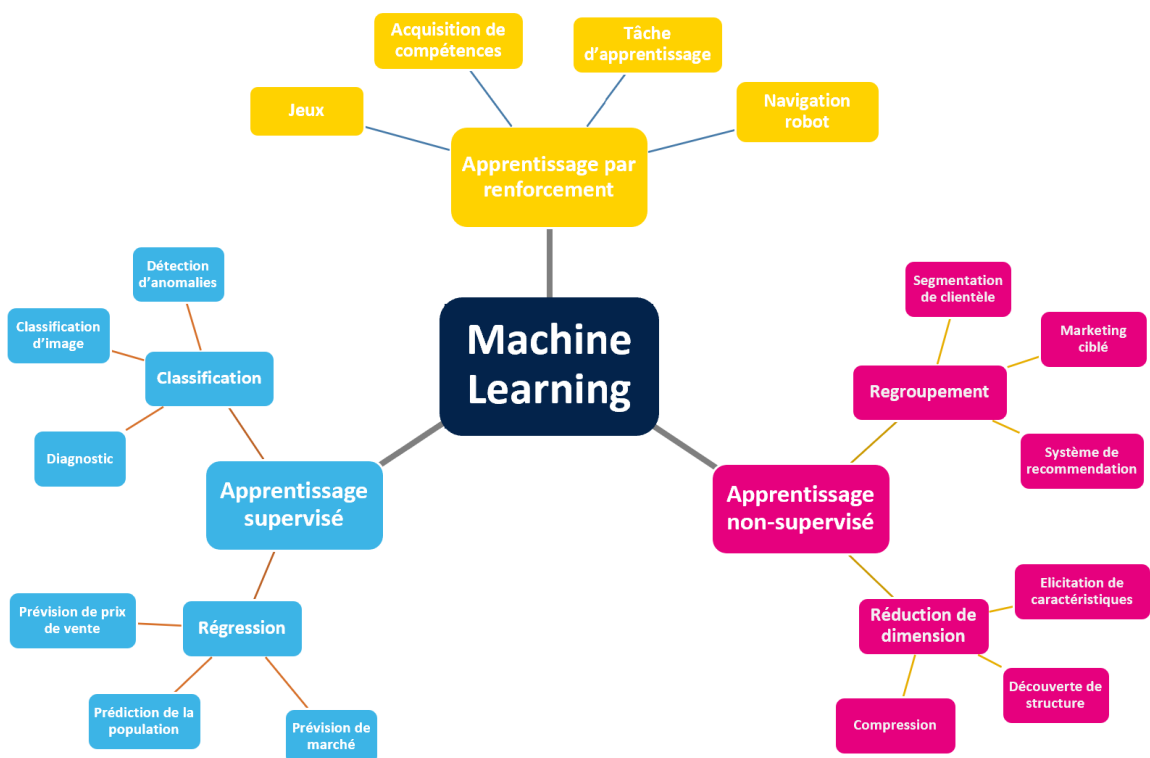 Acquisition de
compétences
Tâche
d'apprentissage
Jeux
Navigation
robot
Apprentissage par
renforcement
Détection
d'anomalies
Classification
d'image
Classification
Diagnostic
Machine
Learning
Segmentation
de clientèle
Marketing
ciblé
Regroupement
Système de
recommendation
Apprentissage
supervisé
Apprentissage
non-supervisé
Prévision de prix
de vente
Régression
Prédiction de la
population
Prévision de
marché
Elicitation de
caractéristiques
Réduction de
dimension
Découverte de
structure
Compression